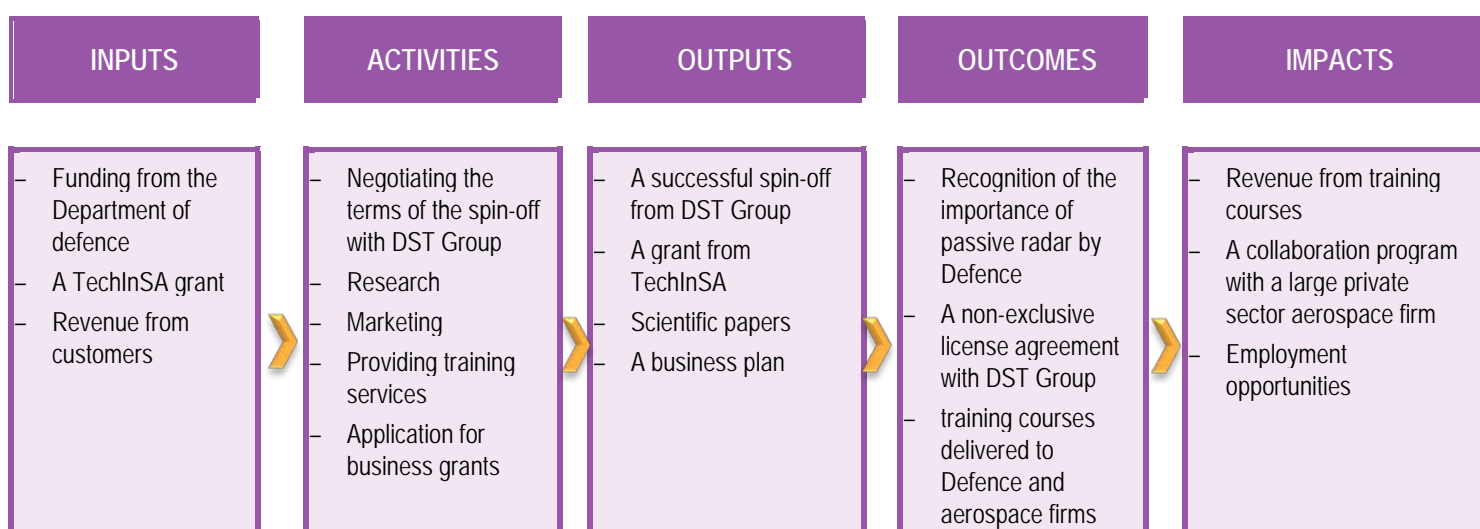 INPUTS
ACTIVITIES
OUTPUTS
OUTCOMES
IMPACTS
– Funding from the
Department of
defence
– A TechInSA grant
– Revenue from
customers
– Negotiating the
terms of the spin-off
with DST Group
– Research
– Marketing
– Providing training
services
– Application for
business grants
– A successful spin-off
from DST Group
– A grant from
TechInSA
– Scientific papers
– A business plan
– Recognition of the
importance of
passive radar by
Defence
– A non-exclusive
license agreement
with DST Group
– training courses
delivered to
Defence and
aerospace firms
– Revenue from training
courses
– A collaboration program
with a large private
sector aerospace firm
– Employment
opportunities